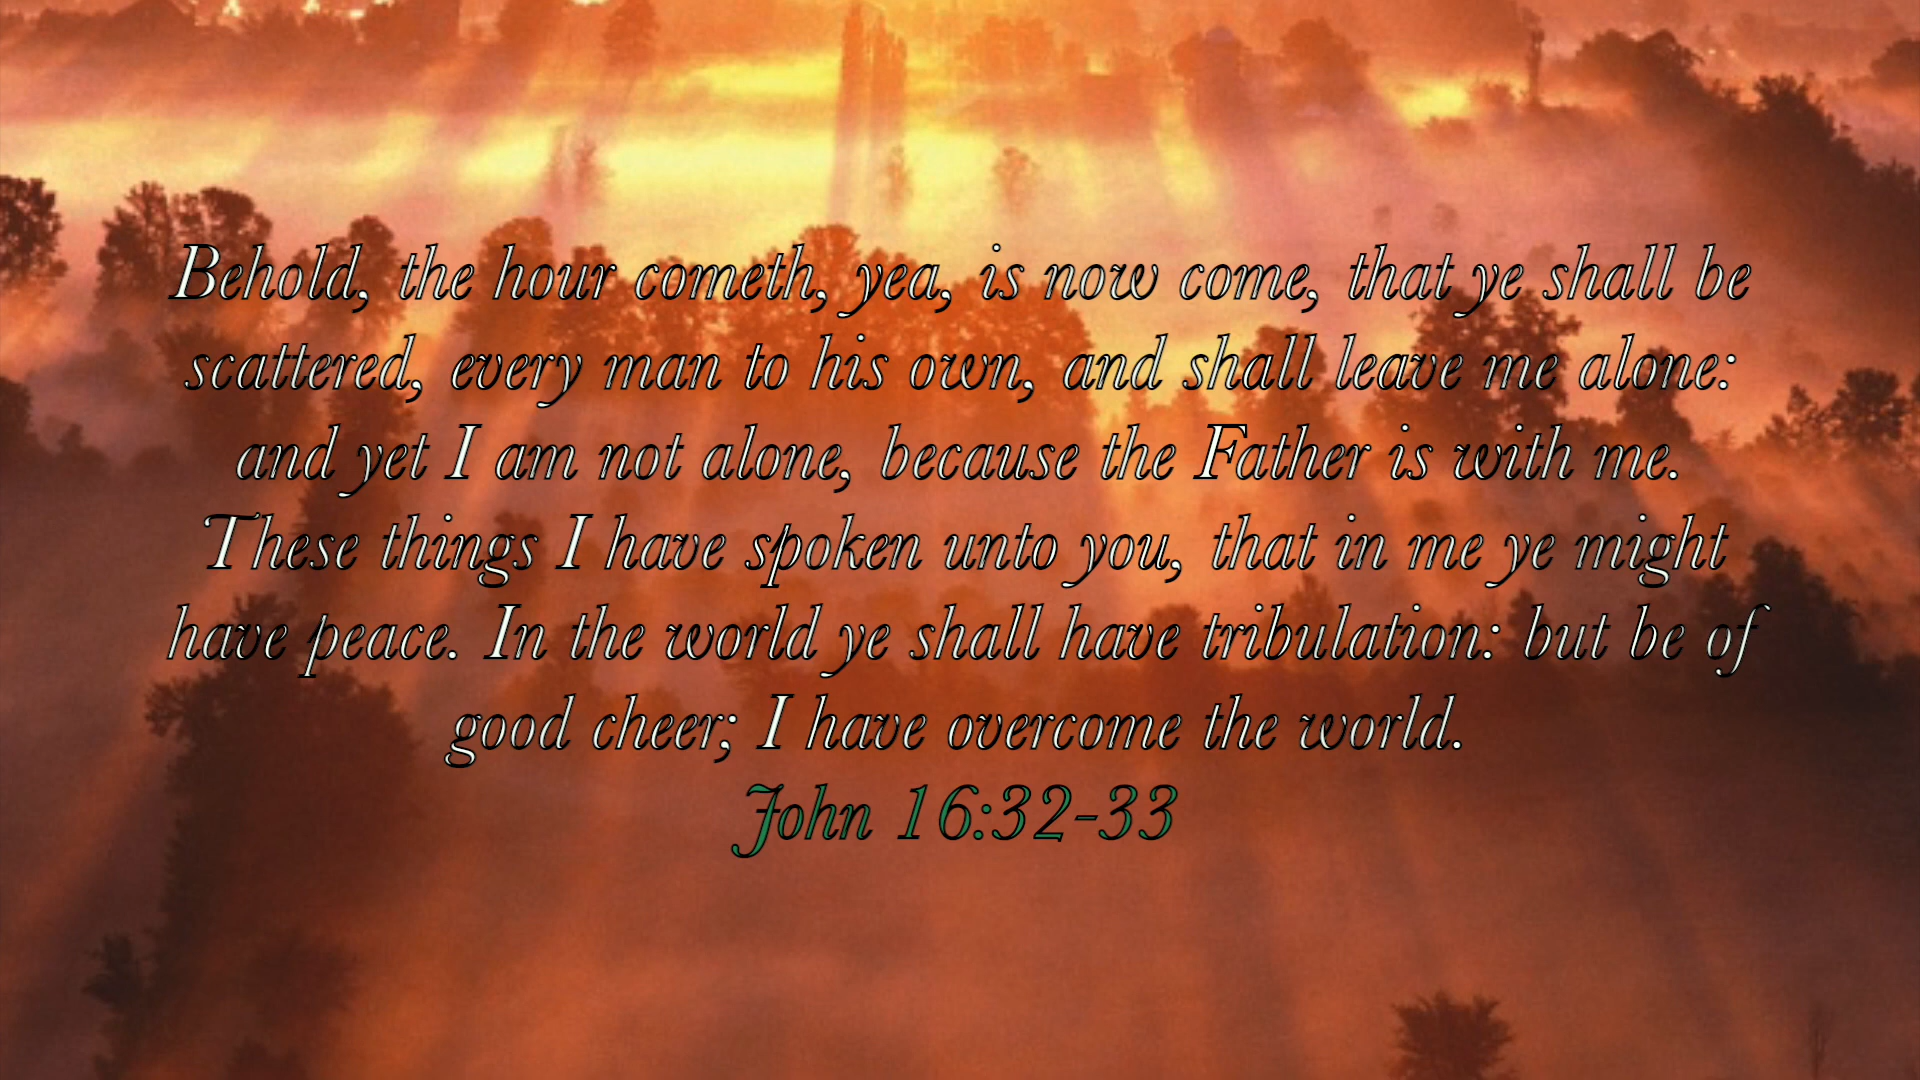 Behold, the hour cometh, yea, is now come, that ye shall be
scattered, every man to his own, and shall leave me alone:
and yet I am not alone, because the Father is with me.
These things I have spoken unto you, that in me ye might
have peace. In the world ye shall have tribulation: but be of
good cheer; I have overcome the world.
John 16:32-33